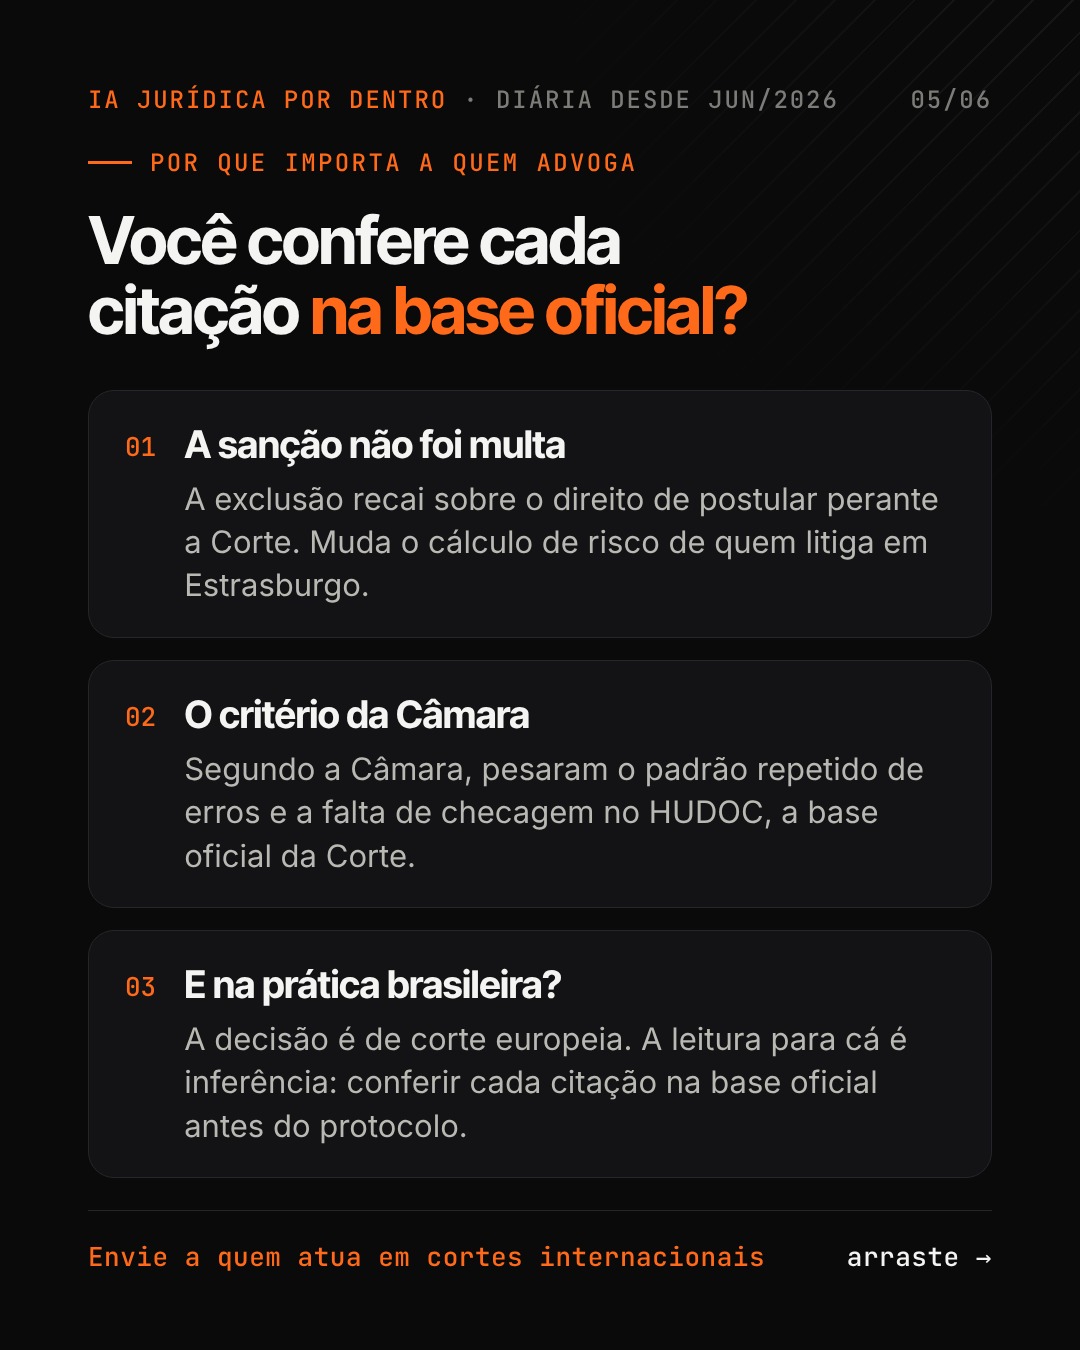 IA JURÍDICA POR DENTRO · DIÁRIA DESDE JUN/2026 05/06
POR QUE IMPORTA A QUEM ADVOGA
Você confere cada
citação na base oficial?
01 A sanção não foi multa
A exclusão recai sobre o direito de postular perante
a Corte. Muda o cálculo de risco de quem litiga em
Estrasburgo.
02 O critério da Câmara
Segundo a Câmara, pesaram o padrão repetido de
erros e a falta de checagem no HUDOC, a base
oficial da Corte.
03 E na prática brasileira?
A decisão é de corte europeia. A leitura para cá é
inferência: conferir cada citação na base oficial
antes do protocolo.
Envie a quem atua em cortes internacionais arraste →